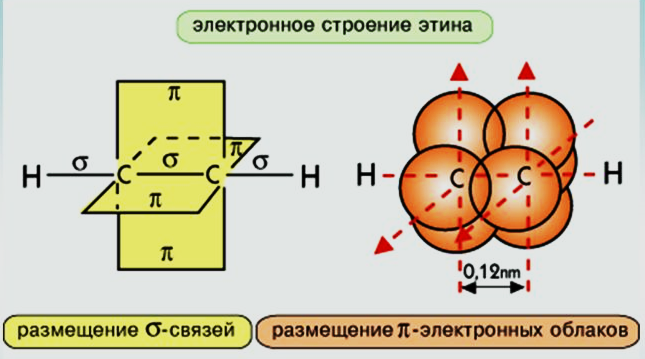 электронное строение этина
π
π
H σ C σ C σ H
π
π
H C C H
0,12nm
размещение σ-связей
размещение π-электронных облаков